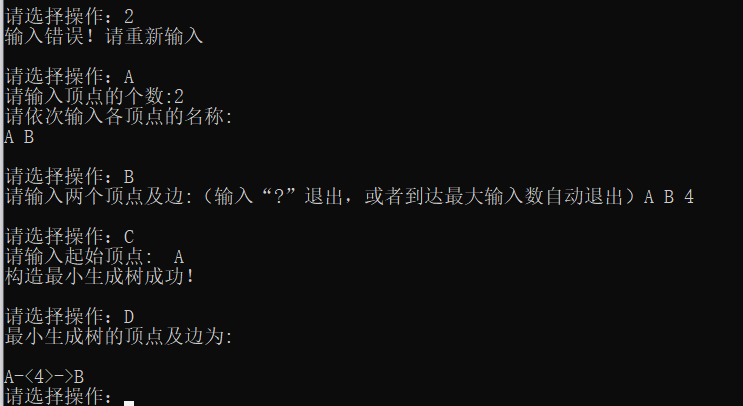 请选择操作：2
输入错误！请重新输入
请选择操作：A
请输入顶点的个数:2
请依次输入各顶点的名称:
A B
请选择操作：B
请输入两个顶点及边:（输入“?”退出，或者到达最大输入数自动退出）A B 4
请选择操作：C
请输入起始顶点:  A
构造最小生成树成功！
请选择操作：D
最小生成树的顶点及边为:
A-<4>->B
请选择操作：